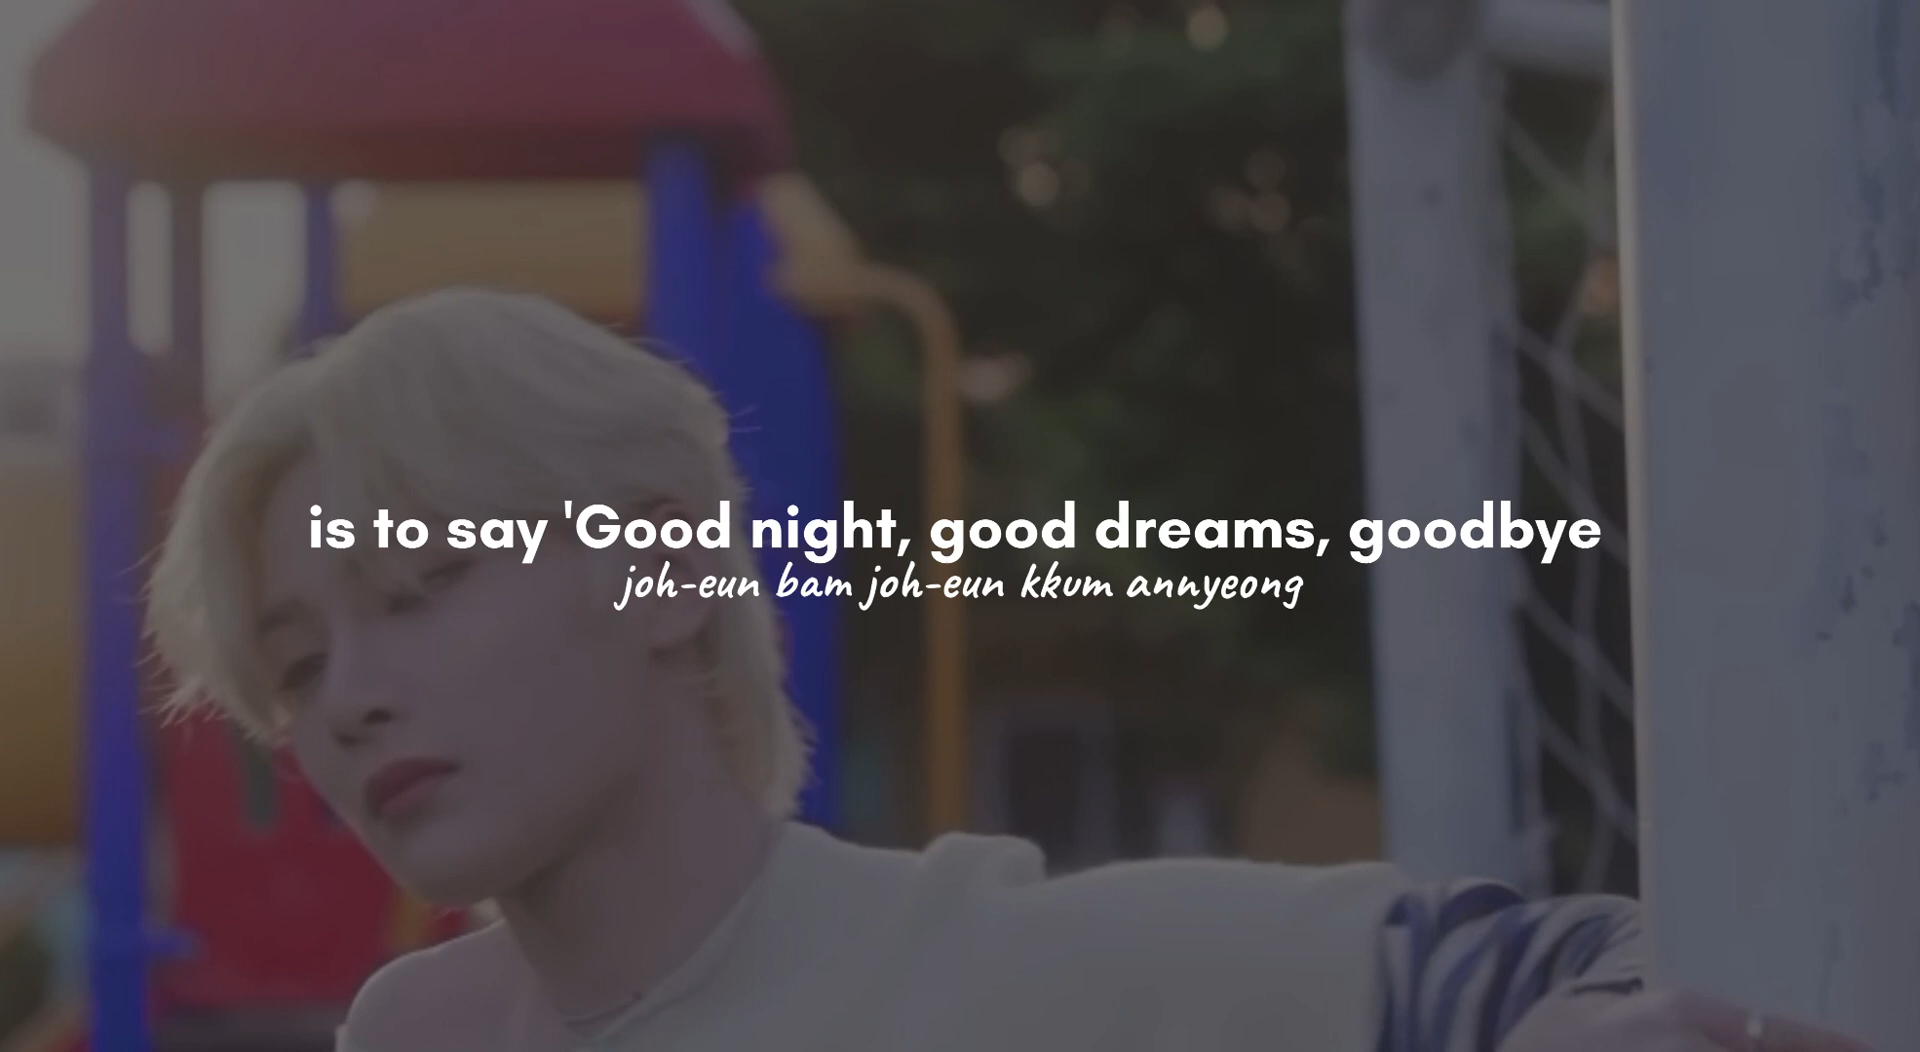 is to say 'Good night, good dreams, goodbye
joh-eun bam joh-eun kkum annyeong